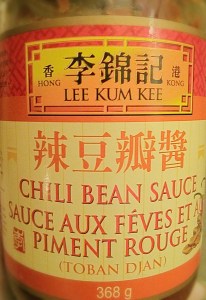 香 李錦記 港
HONG LEE KUM KEE KONG
辣豆瓣醬
CHILI BEAN SAUCE
SAUCE AUX FÉVES ET A
PIMENT ROUGE
(TOBAN DJAN)
368 g